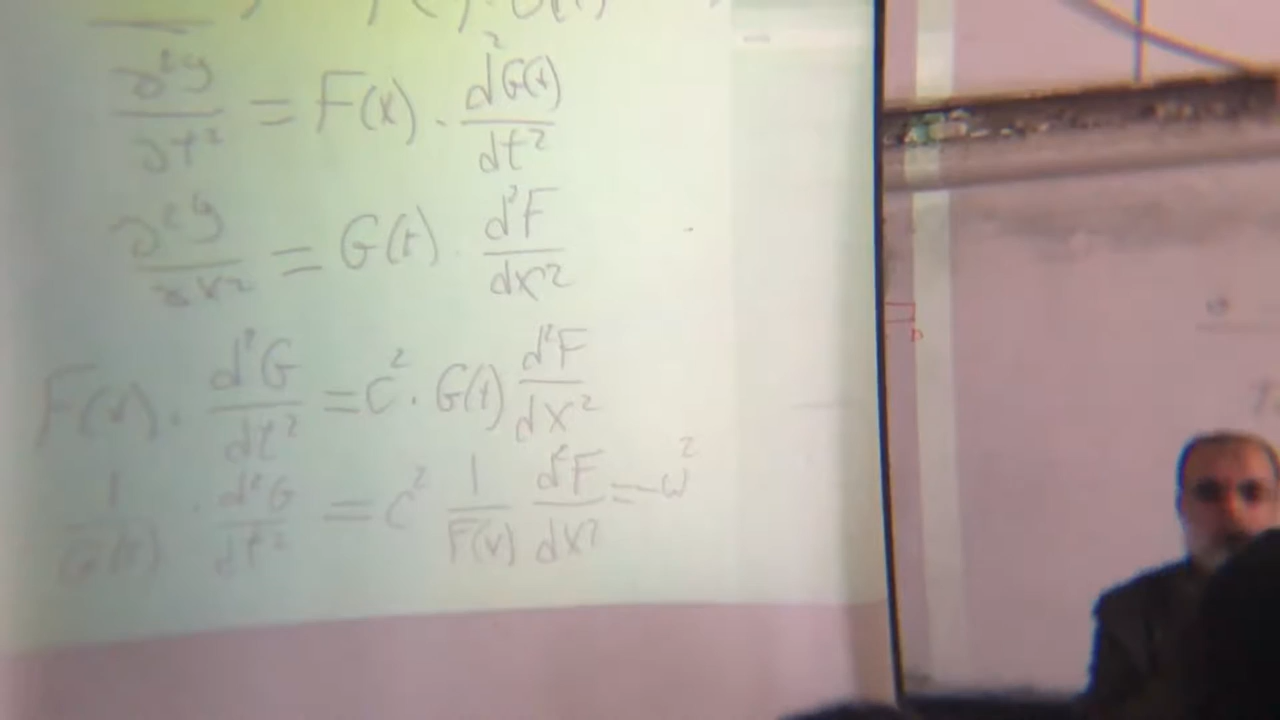 ∂²y/∂t² = F(x) · d²G(t)/dt²
∂²y/∂x² = G(t) · d²F/dx²
F(x) · d²G/dt² = c² · G(t) d²F/dx²
1/G(t) · d²G/dt² = c² 1/F(x) d²F/dx² = -ω²